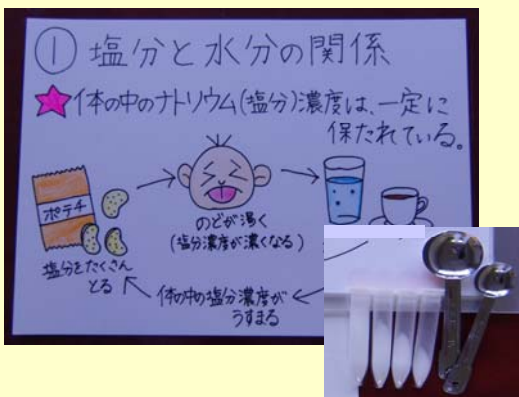 ①塩分と水分の関係
★体の中のナトリウム(塩分)濃度は、一定に
保たれている。
ポテチ
のどが渇く
(塩分濃度が濃くなる)
塩分をたくさん
とる
体の中の塩分濃度が
うすまる